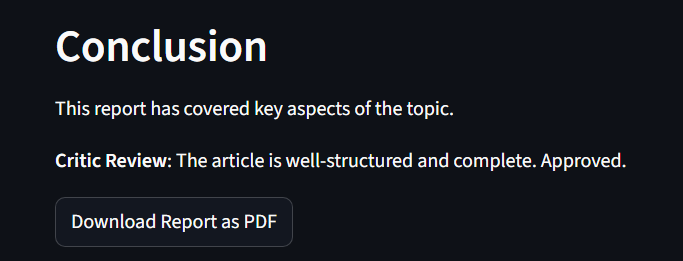 Conclusion
This report has covered key aspects of the topic.
Critic Review: The article is well-structured and complete. Approved.
Download Report as PDF